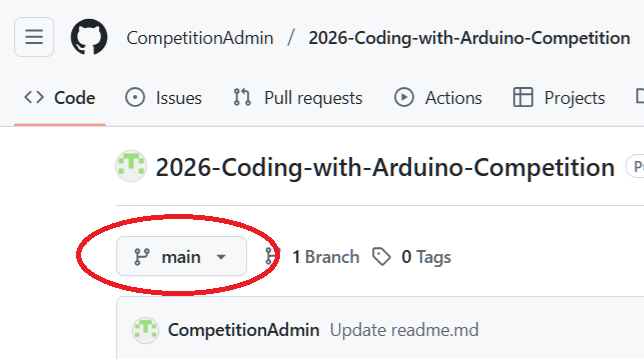 CompetitionAdmin / 2026-Coding-with-Arduino-Competition
Code Issues Pull requests Actions Projects
2026-Coding-with-Arduino-Competition
main 1 Branch 0 Tags
CompetitionAdmin Update readme.md